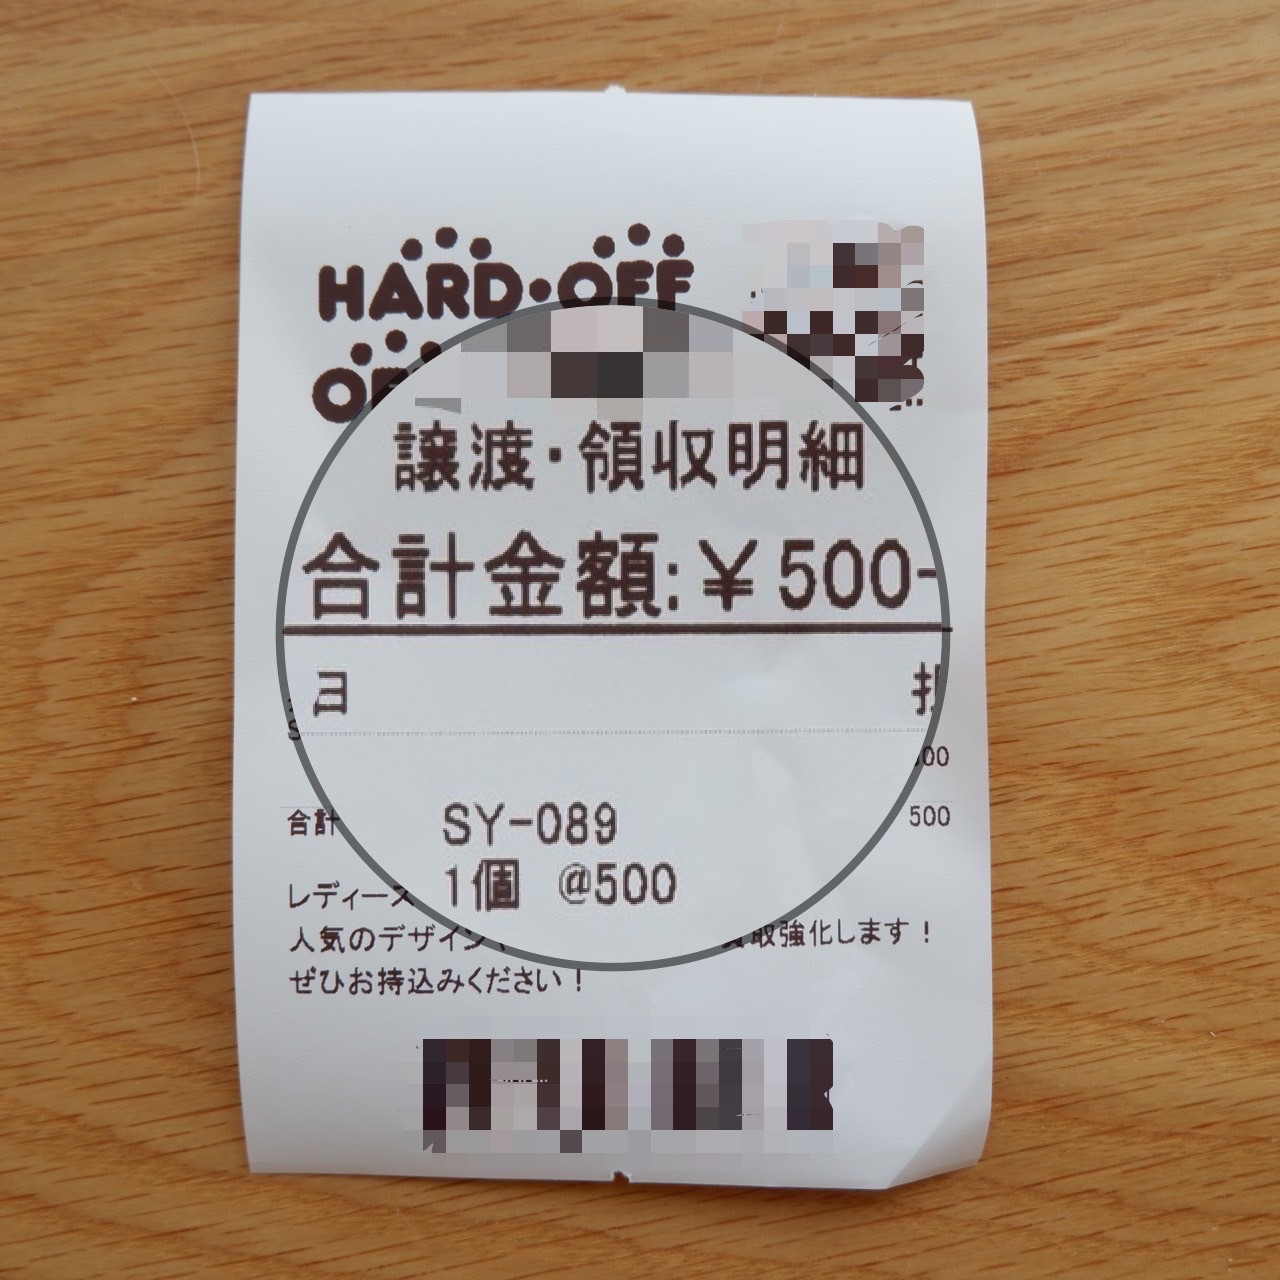 HARD・OFF
譲渡・領収明細
合計金額:￥500-
日
SY-089
1個 @500
合計 500
レディース
人気のデザイン、
取強化します！
ぜひお持込みください！